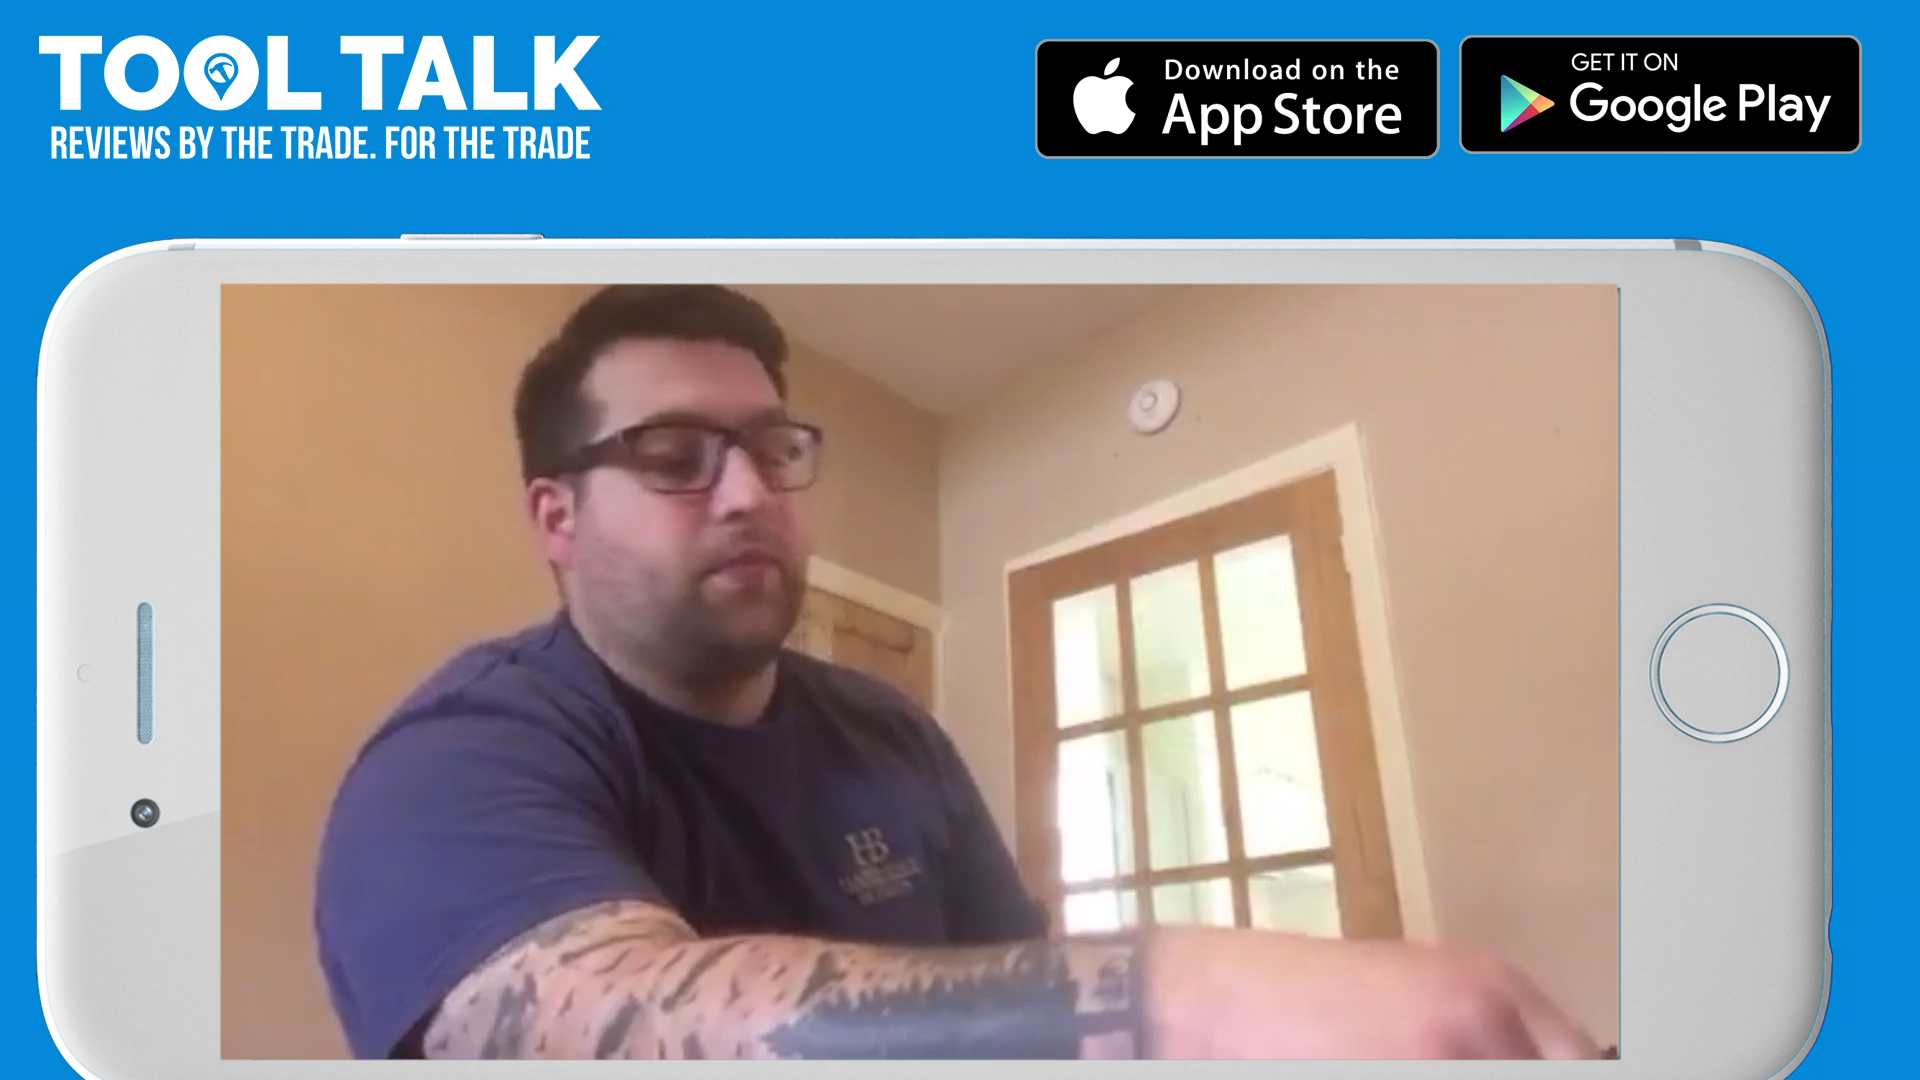 TOOL TALK
REVIEWS BY THE TRADE. FOR THE TRADE
Download on the
App Store
GET IT ON
Google Play
HB